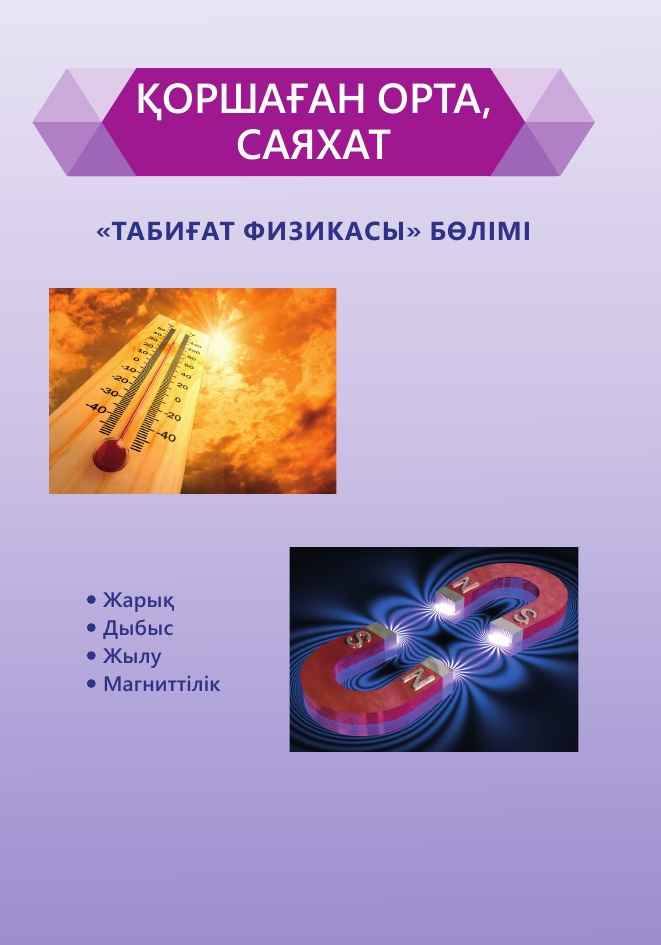 ҚОРШАҒАН ОРТА,
САЯХАТ
«ТАБИҒАТ ФИЗИКАСЫ» БӨЛІМІ
• Жарық
• Дыбыс
• Жылу
• Магниттілік
N
S
S
N